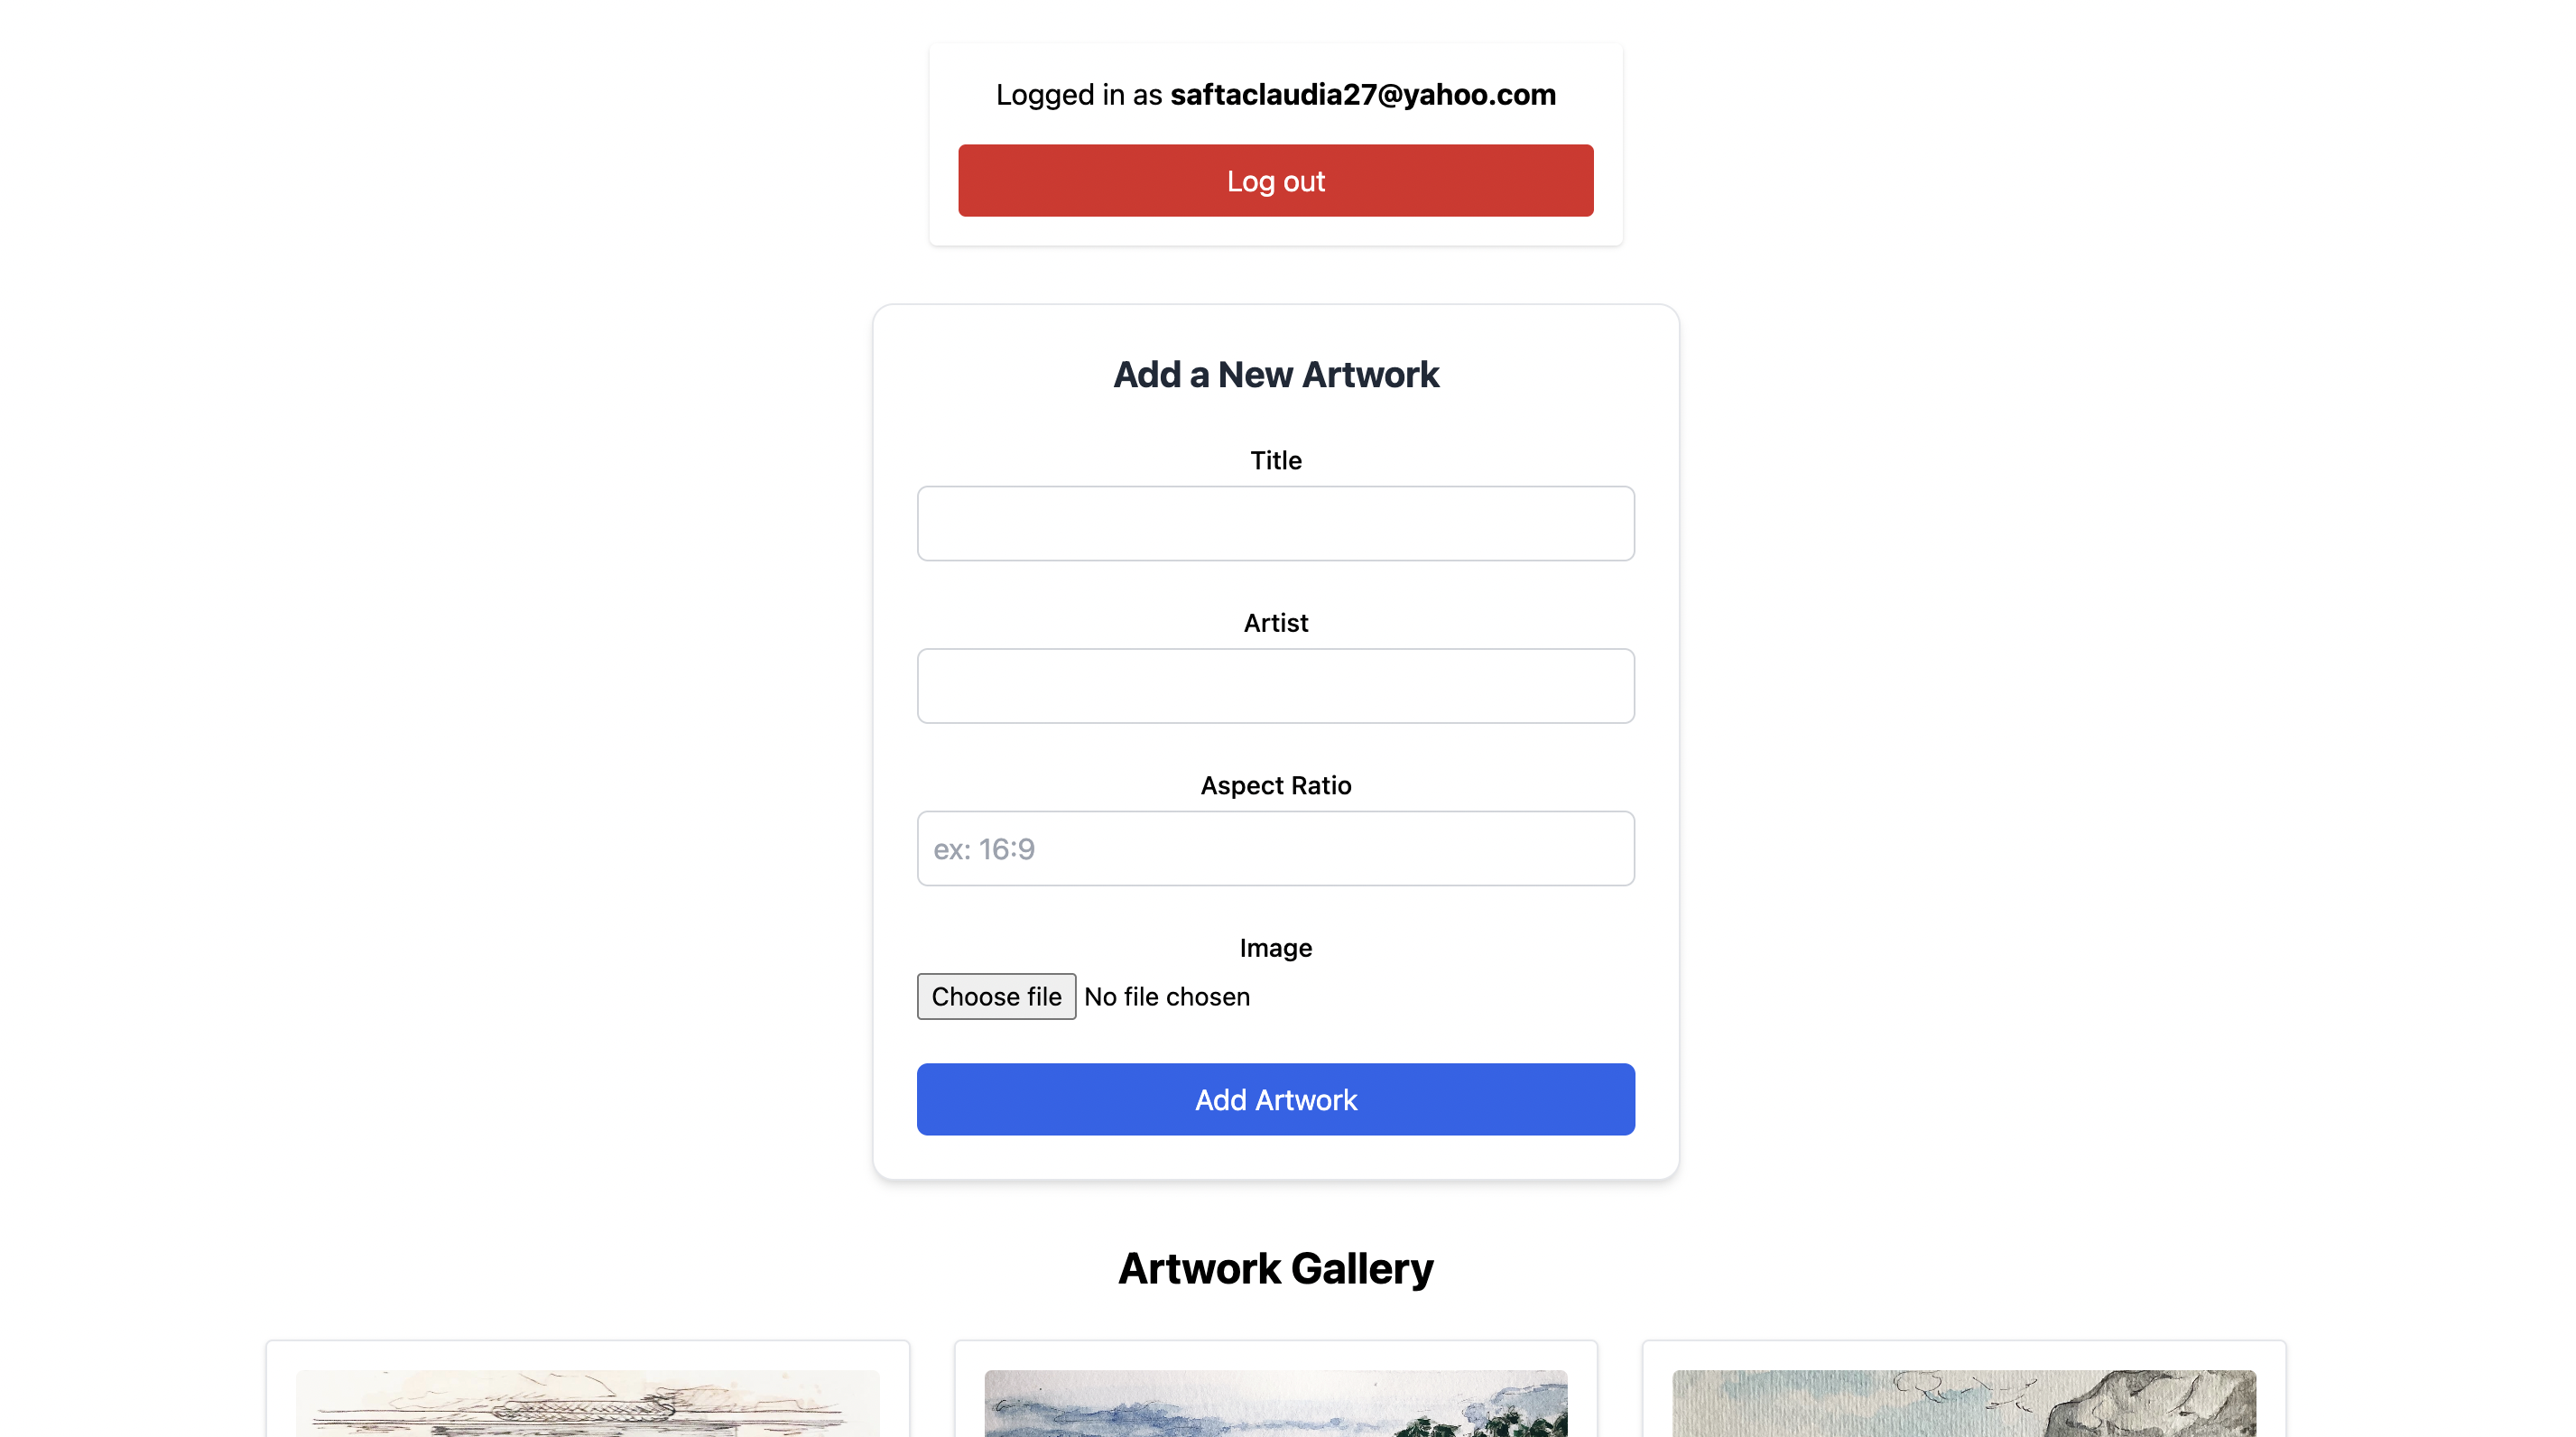 Logged in as saftaclaudia27@yahoo.com
Log out
Add a New Artwork
Title
Artist
Aspect Ratio
ex: 16:9
Image
Choose file No file chosen
Add Artwork
Artwork Gallery